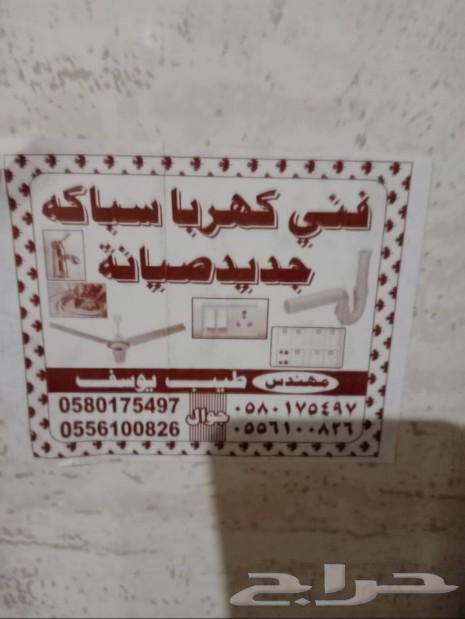 فني كهربا سباكه
جديد صيانة
مهندس طيب يوسف
0580175497 جوال ٠٥٨٠١٧٥٤٩٧
0556100826 ٠٥٥٦١٠٠٨٢٦
حراج